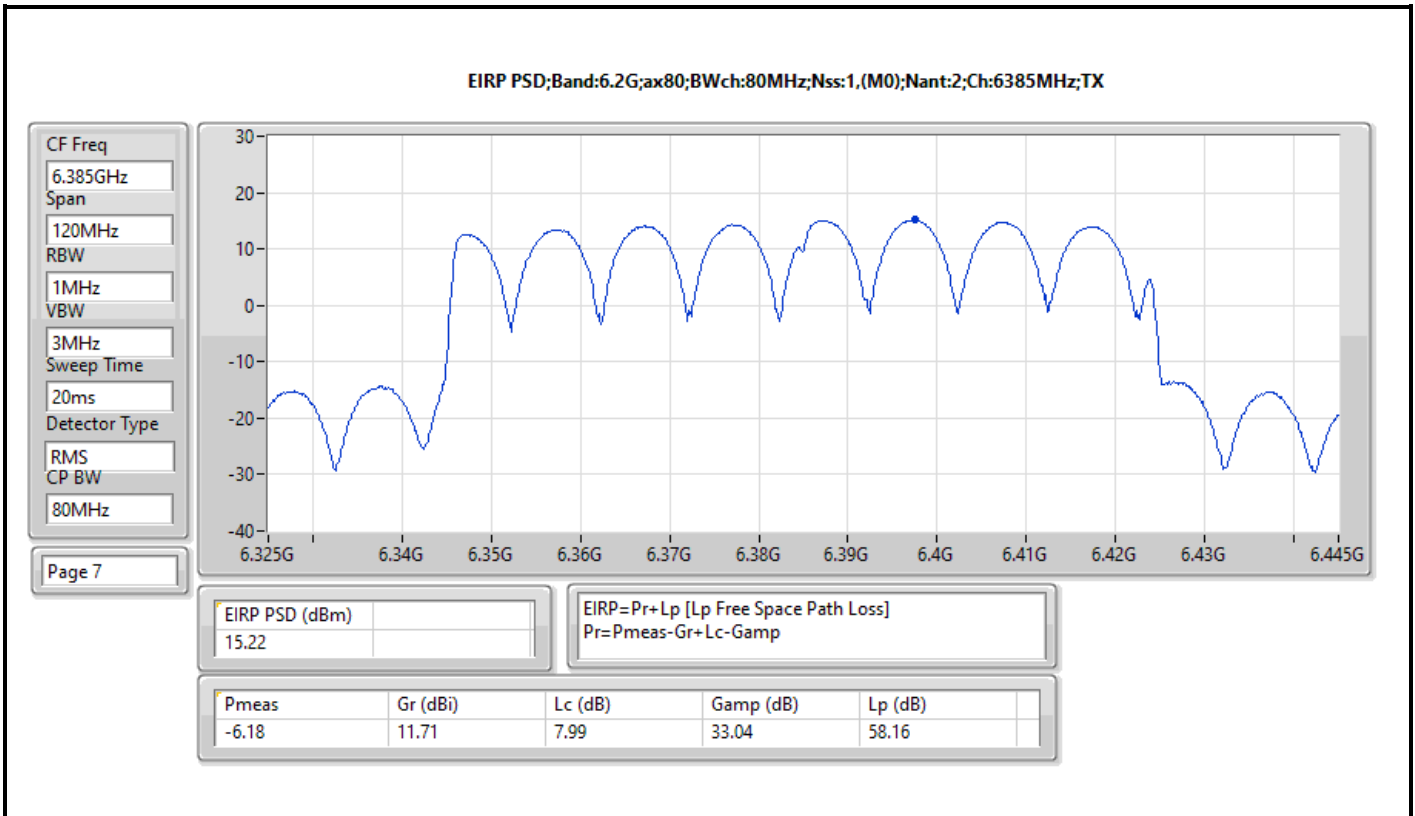 EIRP PSD;Band:6.2G;ax80;BWch:80MHz;Nss:1,(M0);Nant:2;Ch:6385MHz;TX
CF Freq
6.385GHz
Span
120MHz
RBW
1MHz
VBW
3MHz
Sweep Time
20ms
Detector Type
RMS
CP BW
80MHz
Page 7
30
20
10
0
-10
-20
-30
-40
6.325G 6.34G 6.35G 6.36G 6.37G 6.38G 6.39G 6.4G 6.41G 6.42G 6.43G 6.445G
EIRP PSD (dBm)
15.22
EIRP=Pr+Lp [Lp Free Space Path Loss]
Pr=Pmeas-Gr+Lc-Gamp
Pmeas Gr (dBi) Lc (dB) Gamp (dB) Lp (dB)
-6.18 11.71 7.99 33.04 58.16